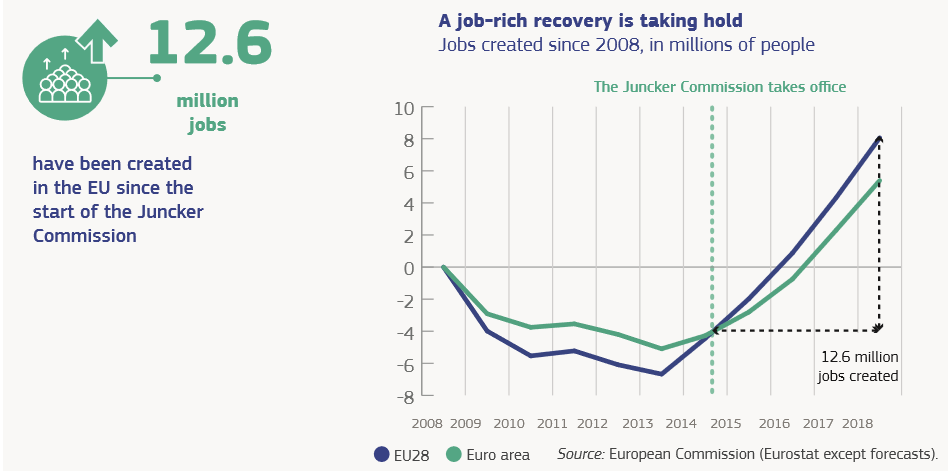 12.6
million
jobs
have been created
in the EU since the
start of the Juncker
Commission
A job-rich recovery is taking hold
Jobs created since 2008, in millions of people
The Juncker Commission takes office
10
8
6
4
2
0
-2
-4
-6
-8
12.6 million
jobs created
2008 2009 2010 2011 2012 2013 2014 2015 2016 2017 2018
EU28 Euro area Source: European Commission (Eurostat except forecasts).